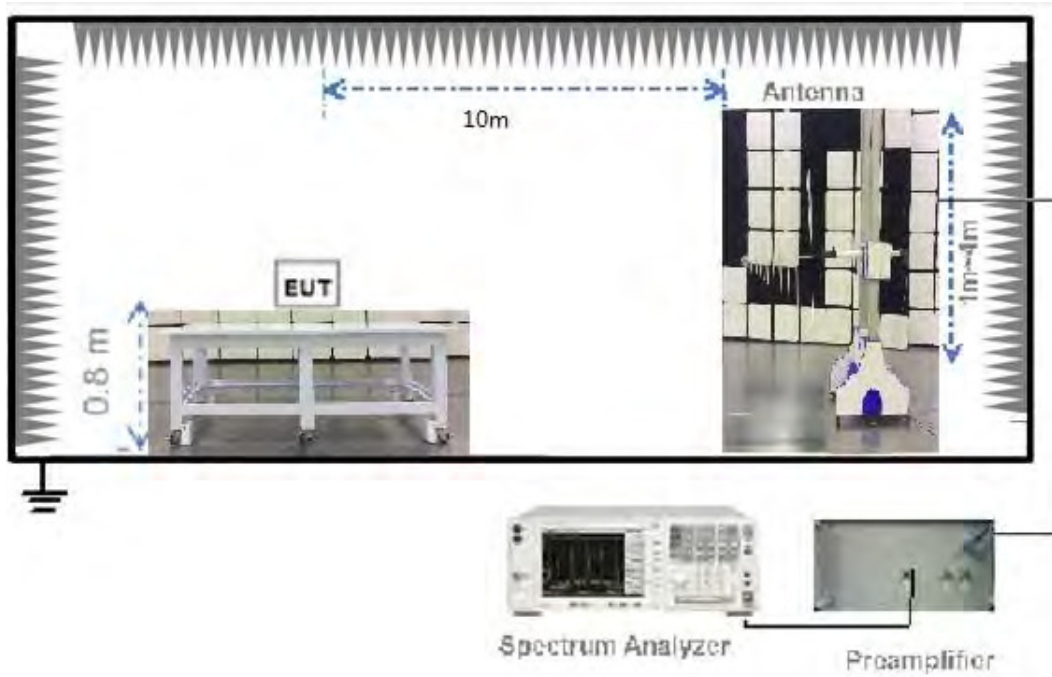 Antenna
10m
1m~4m
EUT
0.8 m
Spectrum Analyzer
Preamplifier